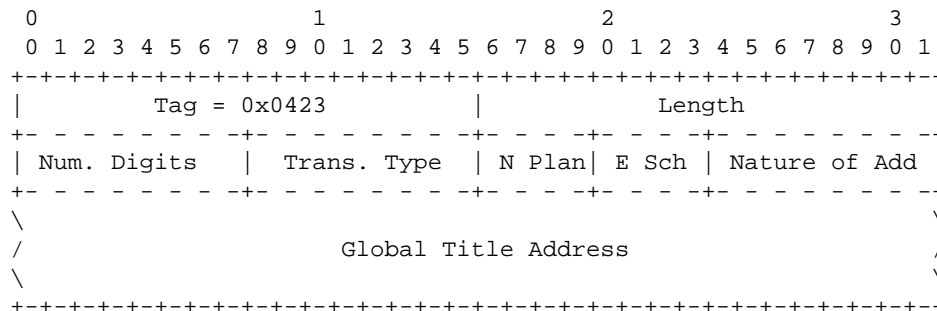 0                   1                   2                   3
0 1 2 3 4 5 6 7 8 9 0 1 2 3 4 5 6 7 8 9 0 1 2 3 4 5 6 7 8 9 0 1
+-+-+-+-+-+-+-+-+-+-+-+-+-+-+-+-+-+-+-+-+-+-+-+-+-+-+-+-+-+-+-+--
|         Tag = 0x0423          |            Length
+- - - - - - - -+- - - - - - - -+- - - -+- - - -+- - - - - - - --
| Num. Digits   |  Trans. Type  | N Plan| E Sch | Nature of Add
+- - - - - - - -+- - - - - - - -+- - - -+- - - -+- - - - - - - --
\                                                               \
/                      Global Title Address                     /
\                                                               \
+-+-+-+-+-+-+-+-+-+-+-+-+-+-+-+-+-+-+-+-+-+-+-+-+-+-+-+-+-+-+-+--